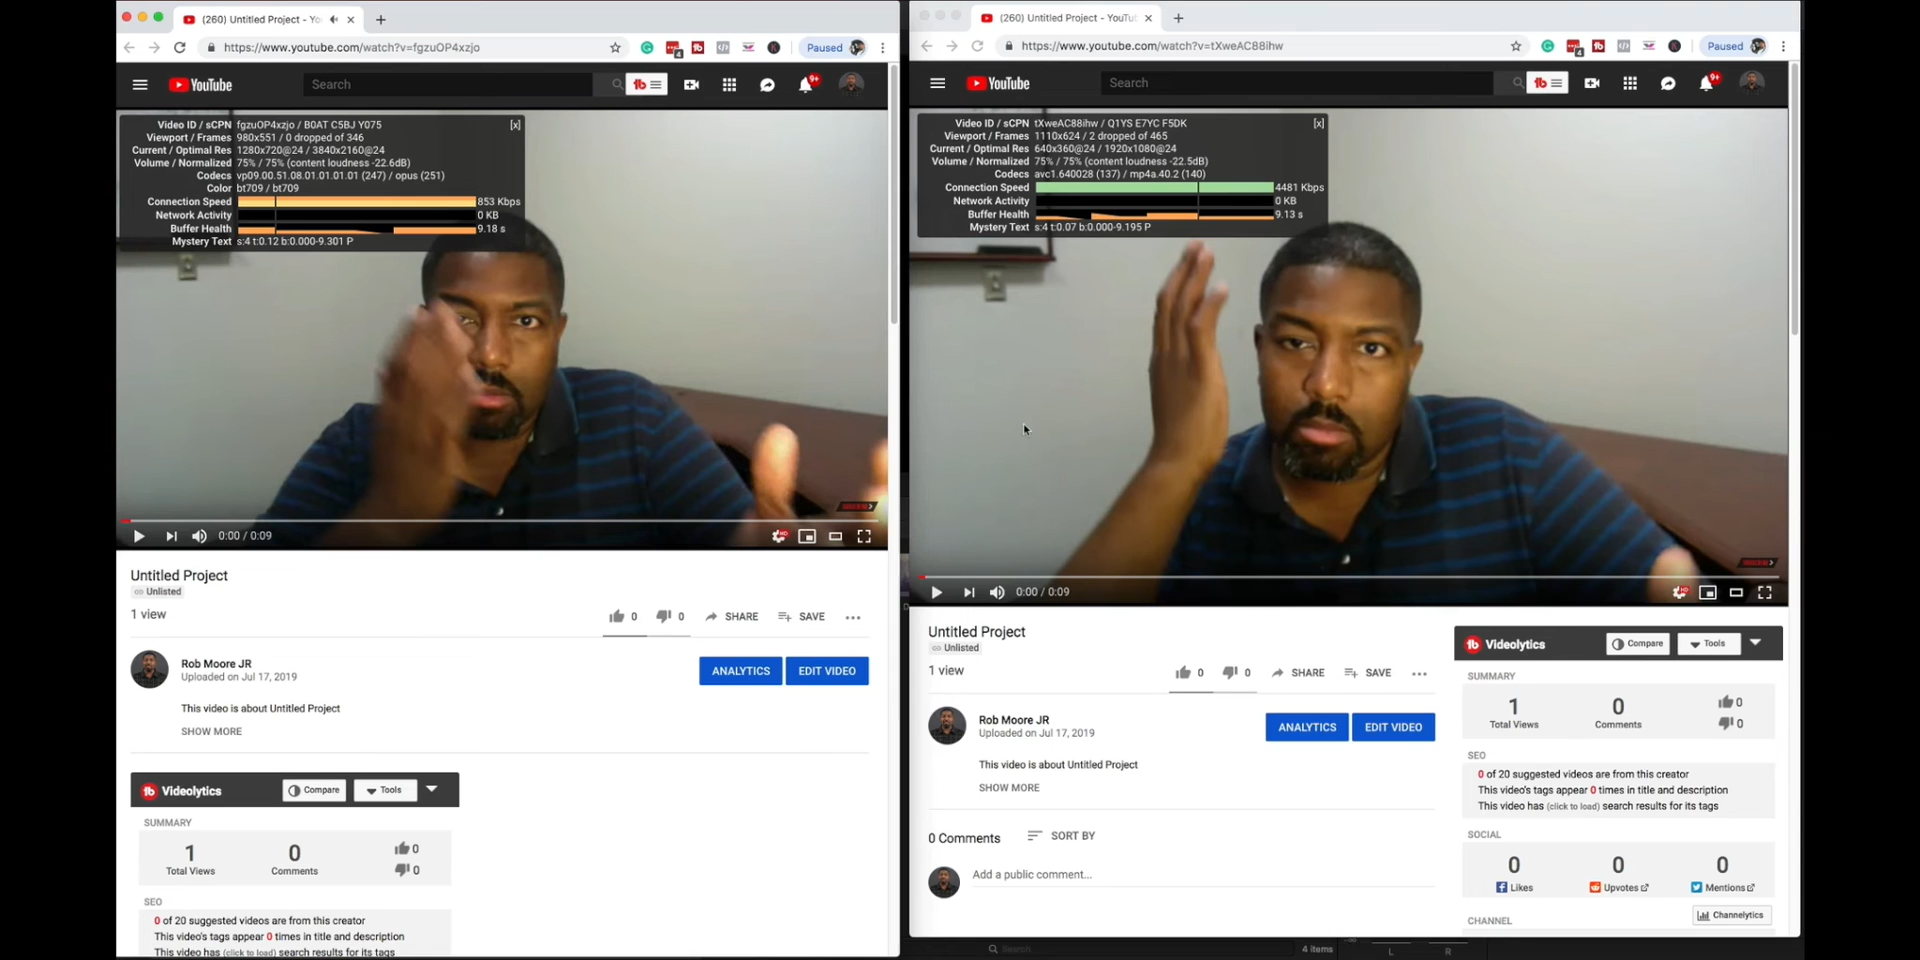 (260) Untitled Project - Yo
https://www.youtube.com/watch?v=fgzuOP4xzjo
4
Paused
YouTube
Search
tb
9+
Video ID / sCPN fgzuOP4xzjo / B0AT C5BJ Y075
[x]
Viewport / Frames 980x551 / 0 dropped of 346
Current / Optimal Res 1280x720@24 / 3840x2160@24
Volume / Normalized 75% / 75% (content loudness -22.6dB)
Codecs vp09.00.51.08.01.01.01.01 (247) / opus (251)
Color bt709 / bt709
Connection Speed 853 Kbps
Network Activity 0 KB
Buffer Health 9.18 s
Mystery Text s:4 t:0.12 b:0.000-9.301 P
0:00 / 0:09
HD
Untitled Project
Unlisted
1 view
0 0 SHARE SAVE
Rob Moore JR
Uploaded on Jul 17, 2019
ANALYTICS EDIT VIDEO
This video is about Untitled Project
SHOW MORE
tb Videolytics Compare Tools
SUMMARY
1 0 0
Total Views Comments 0
SEO
0 of 20 suggested videos are from this creator
This video's tags appear 0 times in title and description
This video has (click to load) search results for its tags
(260) Untitled Project - YouTu
https://www.youtube.com/watch?v=tXweAC88ihw
4
Paused
YouTube
Search
tb
9+
Video ID / sCPN tXweAC88ihw / Q1YS E7YC F5DK
[x]
Viewport / Frames 1110x624 / 2 dropped of 465
Current / Optimal Res 640x360@24 / 1920x1080@24
Volume / Normalized 75% / 75% (content loudness -22.5dB)
Codecs avc1.640028 (137) / mp4a.40.2 (140)
Connection Speed 4481 Kbps
Network Activity 0 KB
Buffer Health 9.13 s
Mystery Text s:4 t:0.07 b:0.000-9.195 P
0:00 / 0:09
HD
Untitled Project
Unlisted
1 view
0 0 SHARE SAVE
Rob Moore JR
Uploaded on Jul 17, 2019
ANALYTICS EDIT VIDEO
This video is about Untitled Project
SHOW MORE
0 Comments SORT BY
Add a public comment...
tb Videolytics Compare Tools
SUMMARY
1 0 0
Total Views Comments 0
SEO
0 of 20 suggested videos are from this creator
This video's tags appear 0 times in title and description
This video has (click to load) search results for its tags
SOCIAL
0 0 0
Likes Upvotes Mentions
CHANNEL Channelytics
Search
4 items
L R